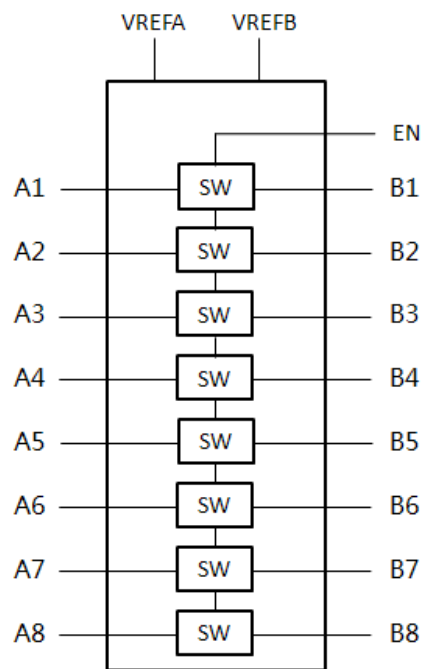 VREFA VREFB
EN
A1 SW B1
A2 SW B2
A3 SW B3
A4 SW B4
A5 SW B5
A6 SW B6
A7 SW B7
A8 SW B8